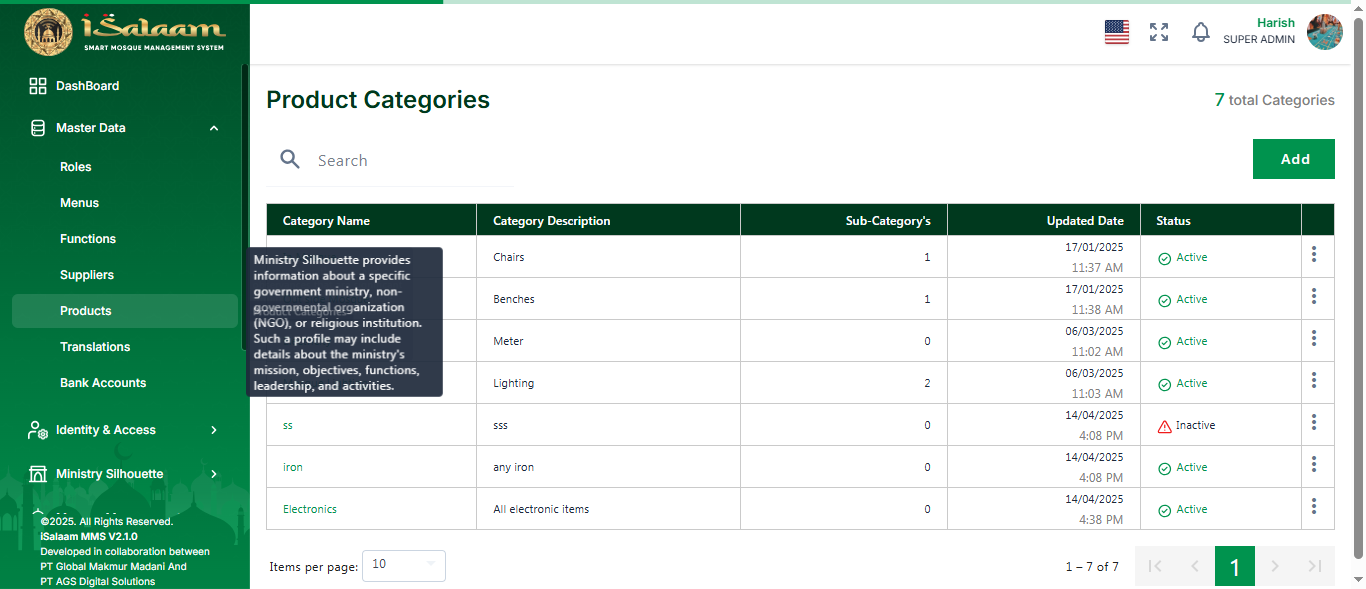 iSalaam
SMART MOSQUE MANAGEMENT SYSTEM
Harish
SUPER ADMIN
DashBoard
Master Data
Roles
Menus
Functions
Suppliers
Products
Translations
Bank Accounts
Identity & Access
Ministry Silhouette
©2025. All Rights Reserved.
iSalaam MMS V2.1.0
Developed in collaboration between
PT Global Makmur Madani And
PT AGS Digital Solutions
Product Categories
7 total Categories
Search
Add
Category Name Category Description Sub-Category's Updated Date Status
Chairs 1 17/01/2025 11:37 AM Active
Benches 1 17/01/2025 11:38 AM Active
Meter 0 06/03/2025 11:02 AM Active
Lighting 2 06/03/2025 11:03 AM Active
ss sss 0 14/04/2025 4:08 PM Inactive
iron any iron 0 14/04/2025 4:08 PM Active
Electronics All electronic items 0 14/04/2025 4:38 PM Active
Ministry Silhouette provides
information about a specific
government ministry, non-
governmental organization
(NGO), or religious institution.
Such a profile may include
details about the ministry's
mission, objectives, functions,
leadership, and activities.
Product Categories
Items per page: 10
1 – 7 of 7
1